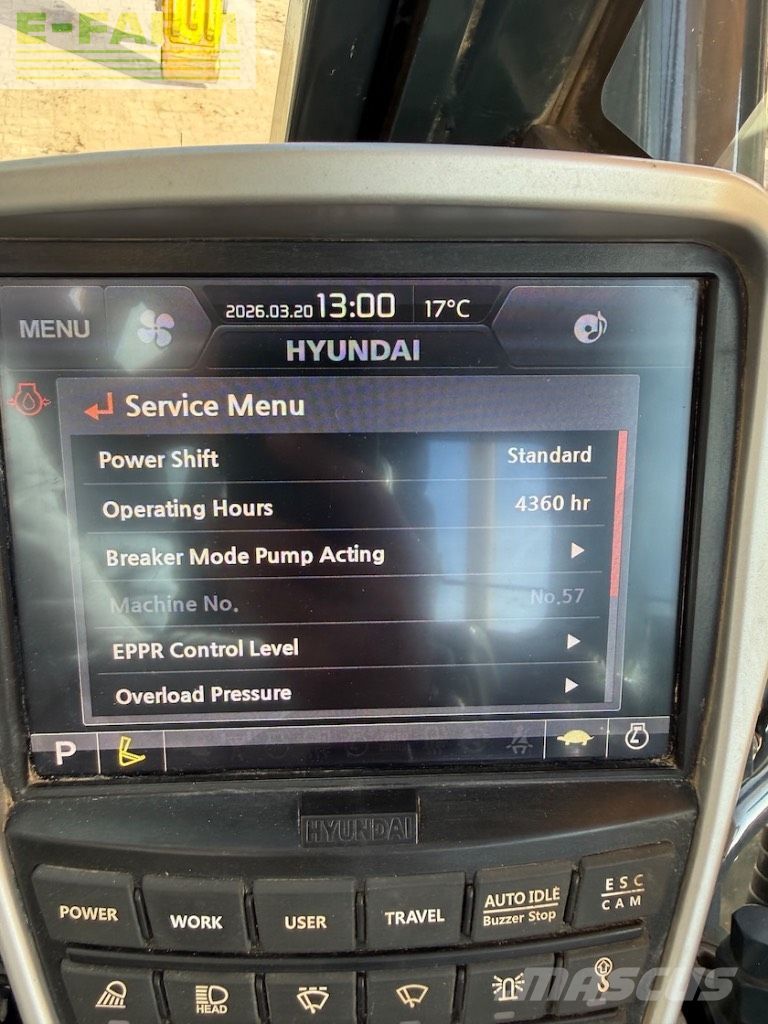 E-FARM
MENU
2026.03.20 13:00 17°C
HYUNDAI
Service Menu
Power Shift Standard
Operating Hours 4360 hr
Breaker Mode Pump Acting
Machine No. No.57
EPPR Control Level
Overload Pressure
P
HYUNDAI
POWER
WORK
USER
TRAVEL
AUTO IDLE
Buzzer Stop
ESC
CAM
HEAD
MASCUS